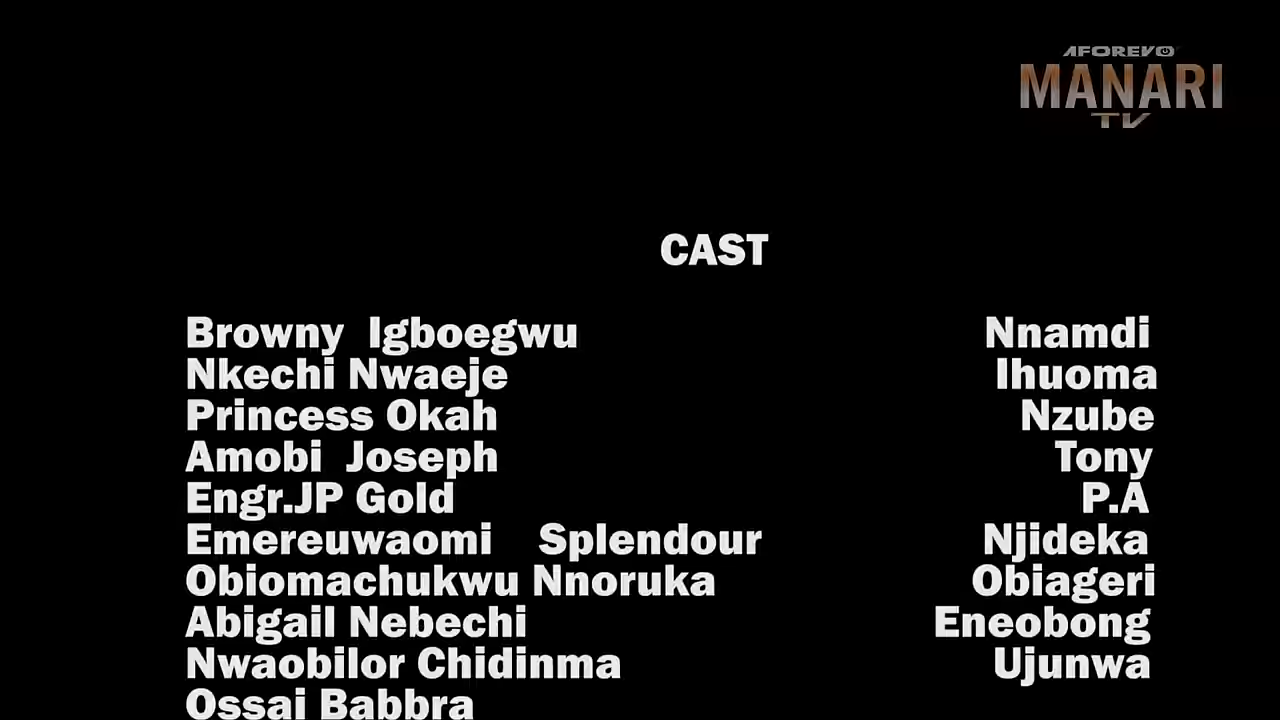 AFOREVO
MANARI
TV
CAST
Browny Igboegwu Nnamdi
Nkechi Nwaeje Ihuoma
Princess Okah Nzube
Amobi Joseph Tony
Engr.JP Gold P.A
Emereuwaomi Splendour Njideka
Obiomachukwu Nnoruka Obiageri
Abigail Nebechi Eneobong
Nwaobilor Chidinma Ujunwa
Ossai Babbra